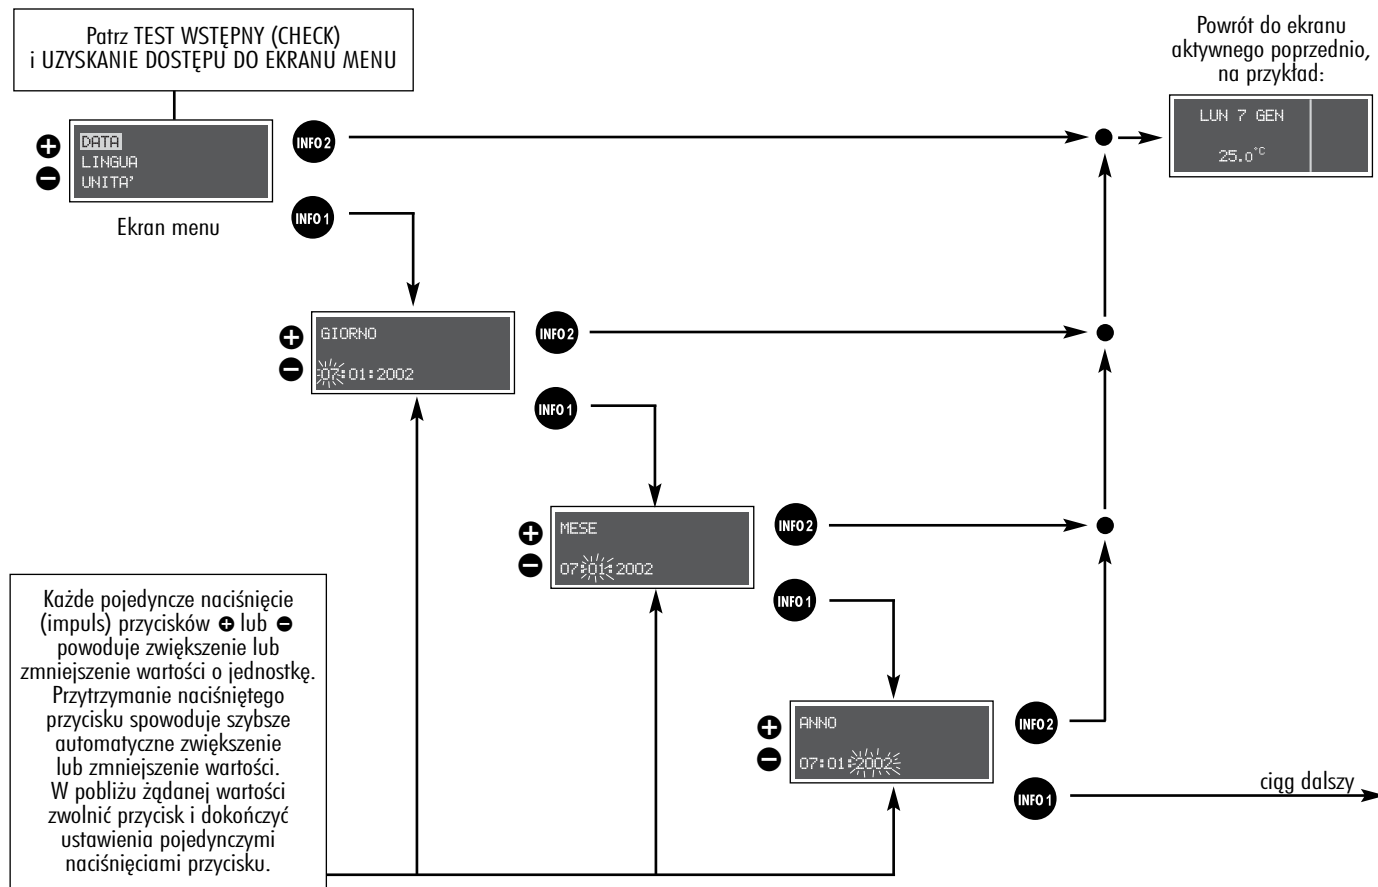 Patrz TEST WSTĘPNY (CHECK)
i UZYSKANIE DOSTĘPU DO EKRANU MENU
Powrót do ekranu
aktywnego poprzednio,
na przykład:
LUN 7 GEN
25.0°C
DATA
LINGUA
UNITA'
Ekran menu
INFO 2
INFO 1
GIORNO
07:01:2002
INFO 2
INFO 1
MESE
07:01:2002
INFO 2
INFO 1
ANNO
07:01:2002
INFO 2
INFO 1
ciąg dalszy
Każde pojedyncze naciśnięcie
(impuls) przycisków + lub -
powoduje zwiększenie lub
zmniejszenie wartości o jednostkę.
Przytrzymanie naciśniętego
przycisku spowoduje szybsze
automatyczne zwiększenie
lub zmniejszenie wartości.
W pobliżu żądanej wartości
zwolnić przycisk i dokończyć
ustawienia pojedynczymi
naciśnięciami przycisku.